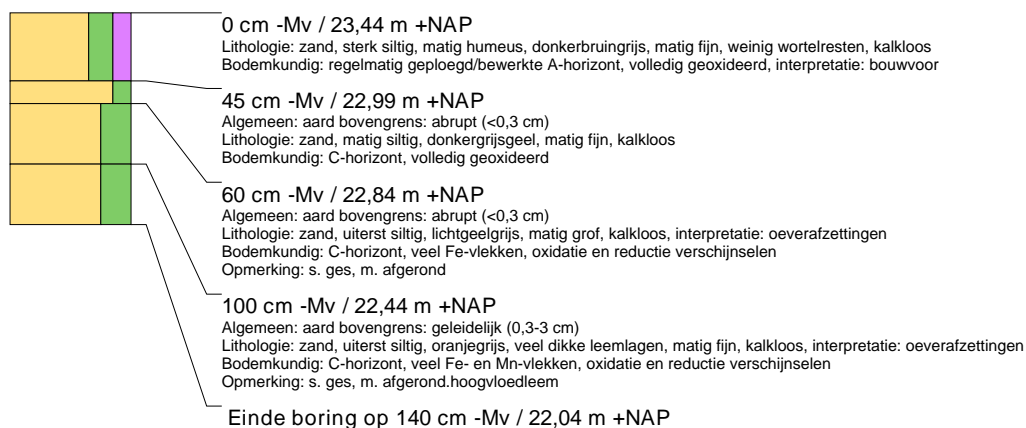 0 cm -Mv / 23,44 m +NAP
Lithologie: zand, sterk siltig, matig humeus, donkerbruingrijs, matig fijn, weinig wortelresten, kalkloos
Bodemkundig: regelmatig geploegd/bewerkte A-horizont, volledig geoxideerd, interpretatie: bouwvoor
45 cm -Mv / 22,99 m +NAP
Algemeen: aard bovengrens: abrupt (<0,3 cm)
Lithologie: zand, matig siltig, donkergrijsgeel, matig fijn, kalkloos
Bodemkundig: C-horizont, volledig geoxideerd
60 cm -Mv / 22,84 m +NAP
Algemeen: aard bovengrens: abrupt (<0,3 cm)
Lithologie: zand, uiterst siltig, lichtgeelgrijs, matig grof, kalkloos, interpretatie: oeverafzettingen
Bodemkundig: C-horizont, veel Fe-vlekken, oxidatie en reductie verschijnselen
Opmerking: s. ges, m. afgerond
100 cm -Mv / 22,44 m +NAP
Algemeen: aard bovengrens: geleidelijk (0,3-3 cm)
Lithologie: zand, uiterst siltig, oranjegrijs, veel dikke leemlagen, matig fijn, kalkloos, interpretatie: oeverafzettingen
Bodemkundig: C-horizont, veel Fe- en Mn-vlekken, oxidatie en reductie verschijnselen
Opmerking: s. ges, m. afgerond.hoogvloedleem
Einde boring op 140 cm -Mv / 22,04 m +NAP